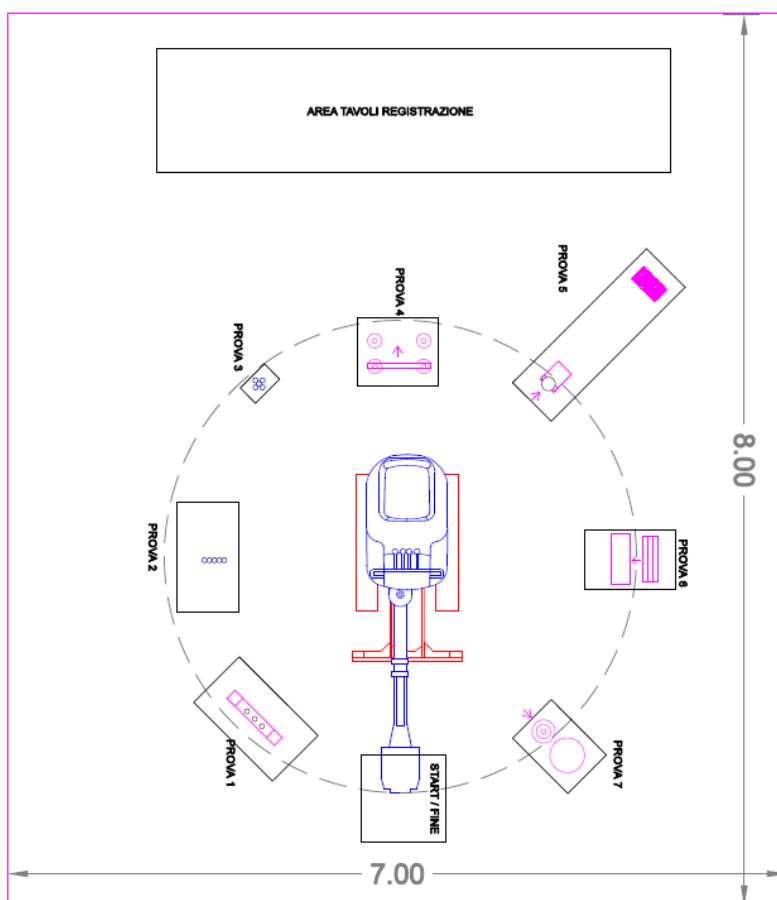 AREA TAVOLI REGISTRAZIONE
PROVA 5
PROVA 4
PROVA 3
8.00
PROVA 2
PROVA 6
PROVA 1
START / FINE
PROVA 7
7.00